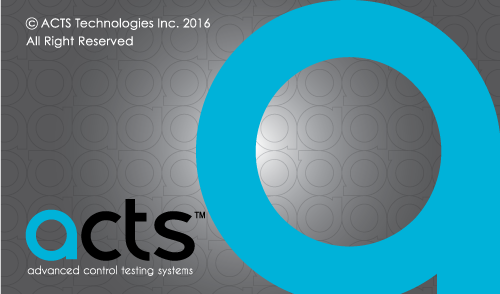 © ACTS Technologies Inc. 2016
All Right Reserved
acts™
advanced control testing systems